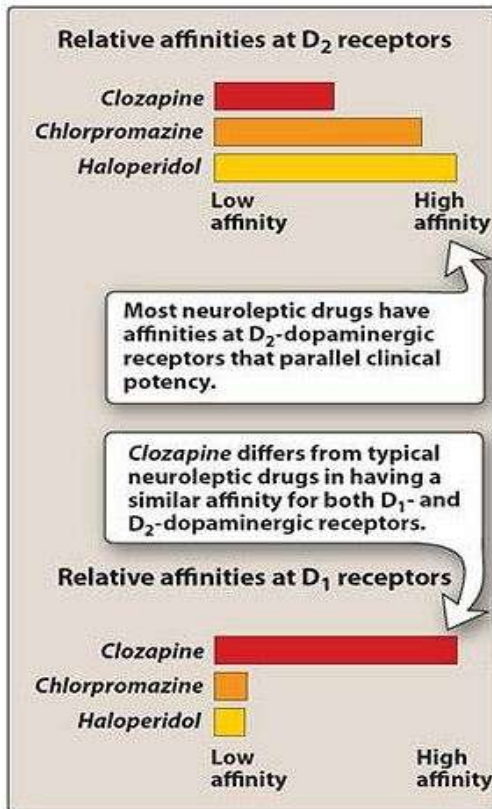 Relative affinities at D₂ receptors
Clozapine
Chlorpromazine
Haloperidol
Low affinity
High affinity
Most neuroleptic drugs have
affinities at D₂-dopaminergic
receptors that parallel clinical
potency.
Clozapine differs from typical
neuroleptic drugs in having a
similar affinity for both D₁- and
D₂-dopaminergic receptors.
Relative affinities at D₁ receptors
Clozapine
Chlorpromazine
Haloperidol
Low affinity
High affinity